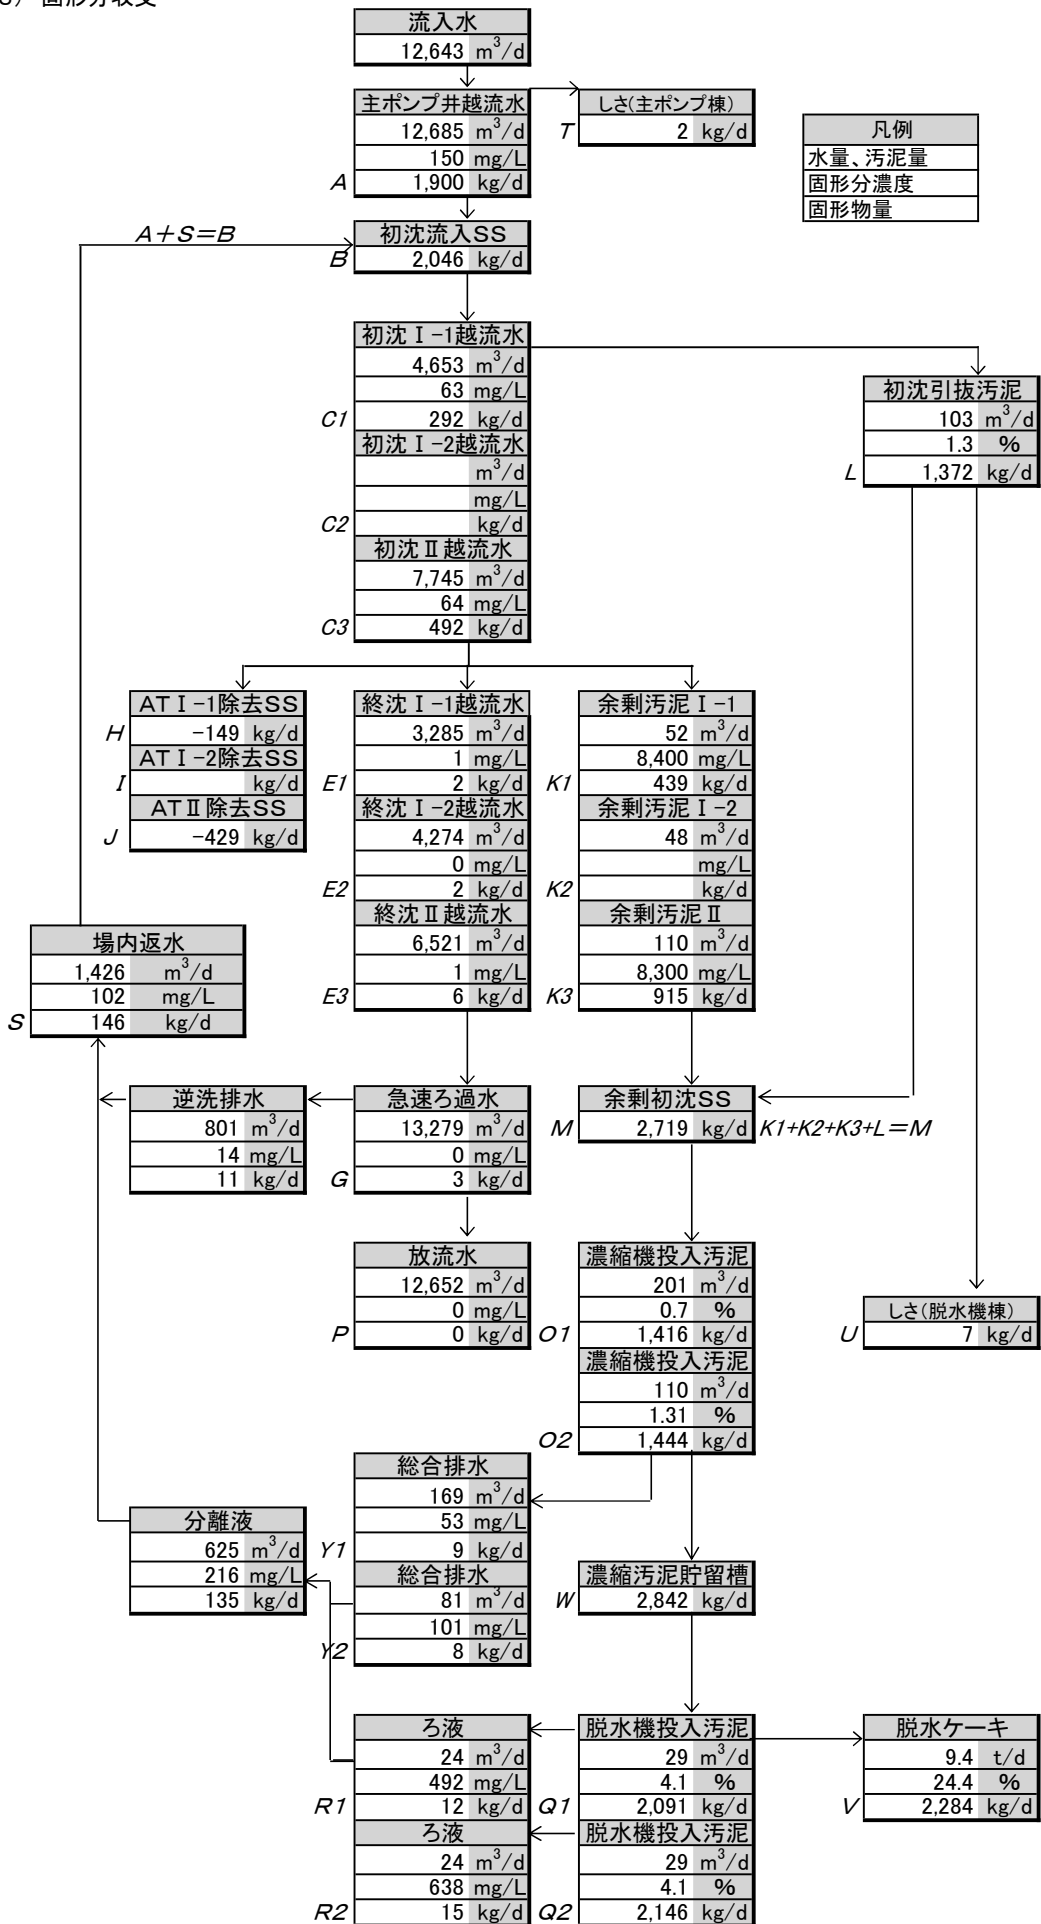 固形分収支
流入水
12,643 m³/d
主ポンプ井越流水
12,685 m³/d
150 mg/L
A 1,900 kg/d
しさ(主ポンプ棟)
T 2 kg/d
凡例
水量、汚泥量
固形分濃度
固形物量
A+S=B
初沈流入SS
B 2,046 kg/d
初沈Ⅰ-1越流水
4,653 m³/d
63 mg/L
C1 292 kg/d
初沈Ⅰ-2越流水
m³/d
mg/L
C2 kg/d
初沈Ⅱ越流水
7,745 m³/d
64 mg/L
C3 492 kg/d
初沈引抜汚泥
103 m³/d
1.3 %
L 1,372 kg/d
ATⅠ-1除去SS
H -149 kg/d
ATⅠ-2除去SS
I kg/d
ATⅡ除去SS
J -429 kg/d
終沈Ⅰ-1越流水
3,285 m³/d
1 mg/L
E1 2 kg/d
終沈Ⅰ-2越流水
4,274 m³/d
0 mg/L
E2 2 kg/d
終沈Ⅱ越流水
6,521 m³/d
1 mg/L
E3 6 kg/d
余剰汚泥Ⅰ-1
52 m³/d
8,400 mg/L
K1 439 kg/d
余剰汚泥Ⅰ-2
48 m³/d
mg/L
K2 kg/d
余剰汚泥Ⅱ
110 m³/d
8,300 mg/L
K3 915 kg/d
場内返水
1,426 m³/d
102 mg/L
S 146 kg/d
逆洗排水
801 m³/d
14 mg/L
11 kg/d
急速ろ過水
13,279 m³/d
0 mg/L
G 3 kg/d
余剰初沈SS
M 2,719 kg/d K1+K2+K3+L=M
放流水
12,652 m³/d
0 mg/L
P 0 kg/d
濃縮機投入汚泥
201 m³/d
0.7 %
O1 1,416 kg/d
濃縮機投入汚泥
110 m³/d
1.31 %
O2 1,444 kg/d
しさ(脱水機棟)
U 7 kg/d
総合排水
169 m³/d
53 mg/L
Y1 9 kg/d
総合排水
81 m³/d
101 mg/L
Y2 8 kg/d
分離液
625 m³/d
216 mg/L
135 kg/d
濃縮汚泥貯留槽
W 2,842 kg/d
ろ液
24 m³/d
492 mg/L
R1 12 kg/d
ろ液
24 m³/d
638 mg/L
R2 15 kg/d
脱水機投入汚泥
29 m³/d
4.1 %
Q1 2,091 kg/d
脱水機投入汚泥
29 m³/d
4.1 %
Q2 2,146 kg/d
脱水ケーキ
9.4 t/d
24.4 %
V 2,284 kg/d